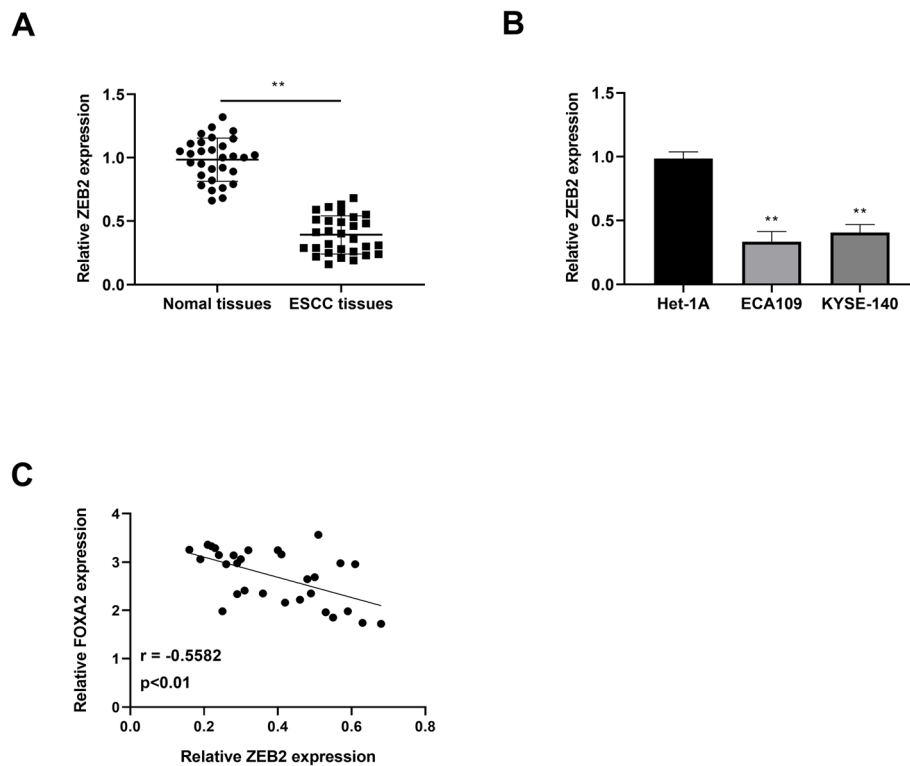 A
B
Relative ZEB2 expression
1.5
1.0
0.5
0.0
**
Nomal tissues
ESCC tissues
Relative ZEB2 expression
1.5
1.0
0.5
0.0
**
**
Het-1A
ECA109
KYSE-140
C
Relative FOXA2 expression
4
3
2
1
0
r = -0.5582
p<0.01
0.0
0.2
0.4
0.6
0.8
Relative ZEB2 expression